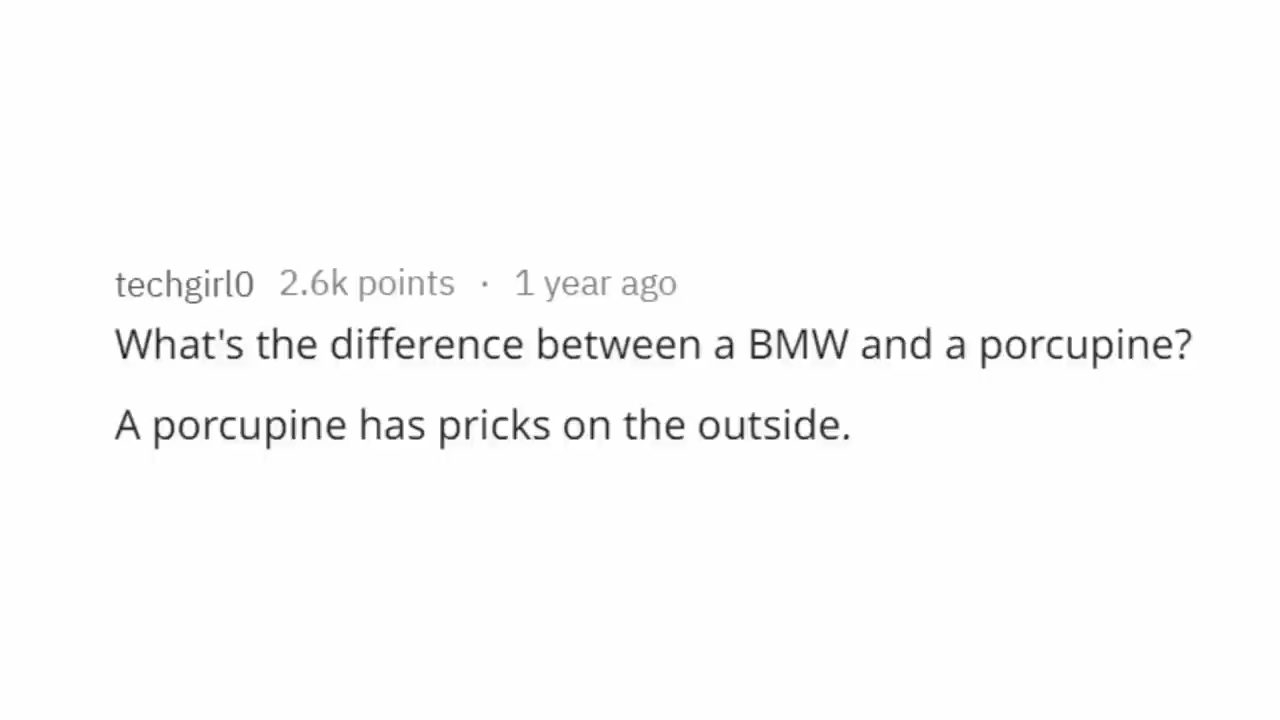 techgirl0 2.6k points · 1 year ago
What's the difference between a BMW and a porcupine?
A porcupine has pricks on the outside.